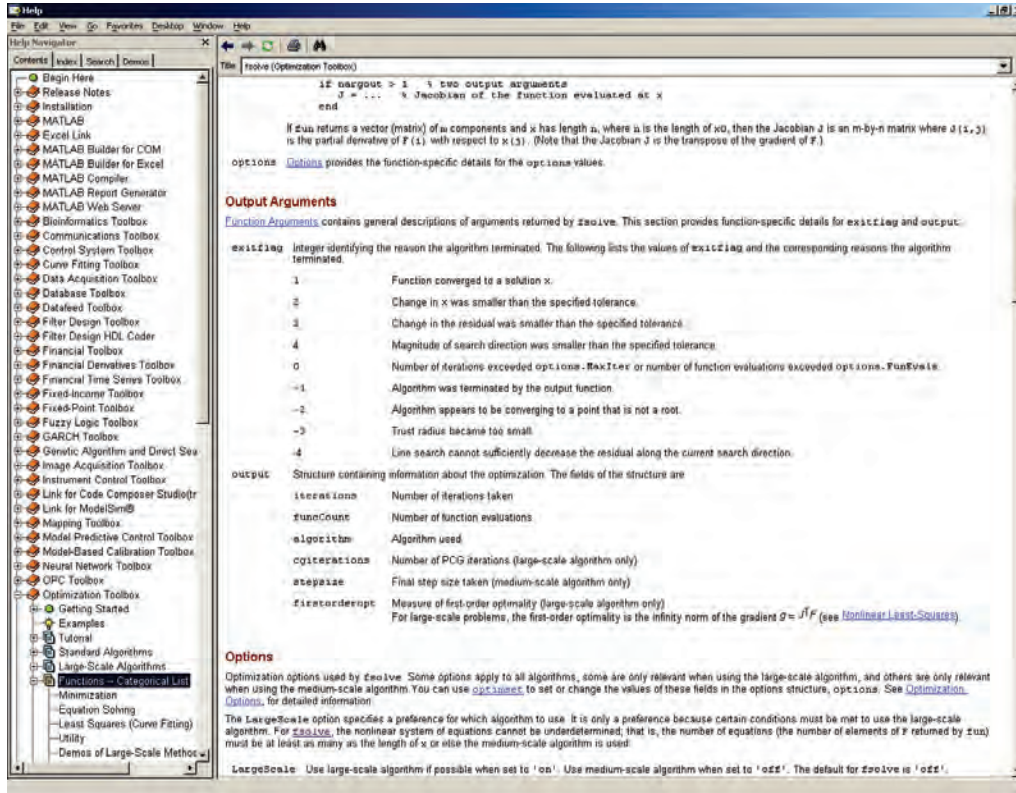 Help
File Edit View Go Favorites Desktop Window Help
Help Navigator
Contents Index Search Demos
Begin Here
Release Notes
Installation
MATLAB
Excel Link
MATLAB Builder for COM
MATLAB Builder for Excel
MATLAB Compiler
MATLAB Report Generator
MATLAB Web Server
Bioinformatics Toolbox
Communications Toolbox
Control System Toolbox
Curve Fitting Toolbox
Data Acquisition Toolbox
Database Toolbox
Datafeed Toolbox
Filter Design Toolbox
Filter Design HDL Coder
Financial Toolbox
Financial Derivatives Toolbox
Financial Time Series Toolbox
Fixed-Income Toolbox
Fixed-Point Toolbox
Fuzzy Logic Toolbox
GARCH Toolbox
Genetic Algorithm and Direct Sea
Image Acquisition Toolbox
Instrument Control Toolbox
Link for Code Composer Studio(tr
Link for ModelSim®
Mapping Toolbox
Model Predictive Control Toolbox
Model-Based Calibration Toolbox
Neural Network Toolbox
OPC Toolbox
Optimization Toolbox
Getting Started
Examples
Tutorial
Standard Algorithms
Large-Scale Algorithms
Functions -- Categorical List
Minimization
Equation Solving
Least Squares (Curve Fitting)
Utility
Demos of Large-Scale Method
Title fsolve (Optimization Toolbox)
if nargout > 1 % two output arguments
J = ... % Jacobian of the function evaluated at x
end
If fun returns a vector (matrix) of m components and x has length n, where n is the length of x0, then the Jacobian J is an m-by-n matrix where J(i,j)
is the partial derivative of F(i) with respect to x(j). (Note that the Jacobian J is the transpose of the gradient of F.)
options Options provides the function-specific details for the options values.
Output Arguments
Function Arguments contains general descriptions of arguments returned by fsolve. This section provides function-specific details for exitflag and output.
exitflag Integer identifying the reason the algorithm terminated. The following lists the values of exitflag and the corresponding reasons the algorithm
terminated.
1 Function converged to a solution x.
2 Change in x was smaller than the specified tolerance.
3 Change in the residual was smaller than the specified tolerance.
4 Magnitude of search direction was smaller than the specified tolerance.
0 Number of iterations exceeded options.MaxIter or number of function evaluations exceeded options.FunEvals.
-1 Algorithm was terminated by the output function.
-2 Algorithm appears to be converging to a point that is not a root.
-3 Trust radius became too small.
-4 Line search cannot sufficiently decrease the residual along the current search direction.
output Structure containing information about the optimization. The fields of the structure are
iterations Number of iterations taken
funcCount Number of function evaluations
algorithm Algorithm used
cgiterations Number of PCG iterations (large-scale algorithm only)
stepsize Final step size taken (medium-scale algorithm only)
firstorderopt Measure of first-order optimality (large-scale algorithm only)
For large-scale problems, the first-order optimality is the infinity norm of the gradient g = JᵀF (see Nonlinear Least-Squares)
Options
Optimization options used by fsolve. Some options apply to all algorithms, some are only relevant when using the large-scale algorithm, and others are only relevant
when using the medium-scale algorithm. You can use optimset to set or change the values of these fields in the options structure, options. See Optimization
Options, for detailed information.
The LargeScale option specifies a preference for which algorithm to use. It is only a preference because certain conditions must be met to use the large-scale
algorithm. For fsolve, the nonlinear system of equations cannot be underdetermined; that is, the number of equations (the number of elements of F returned by fun)
must be at least as many as the length of x or else the medium-scale algorithm is used:
LargeScale Use large-scale algorithm if possible when set to 'on'. Use medium-scale algorithm when set to 'off'. The default for fsolve is 'off'.